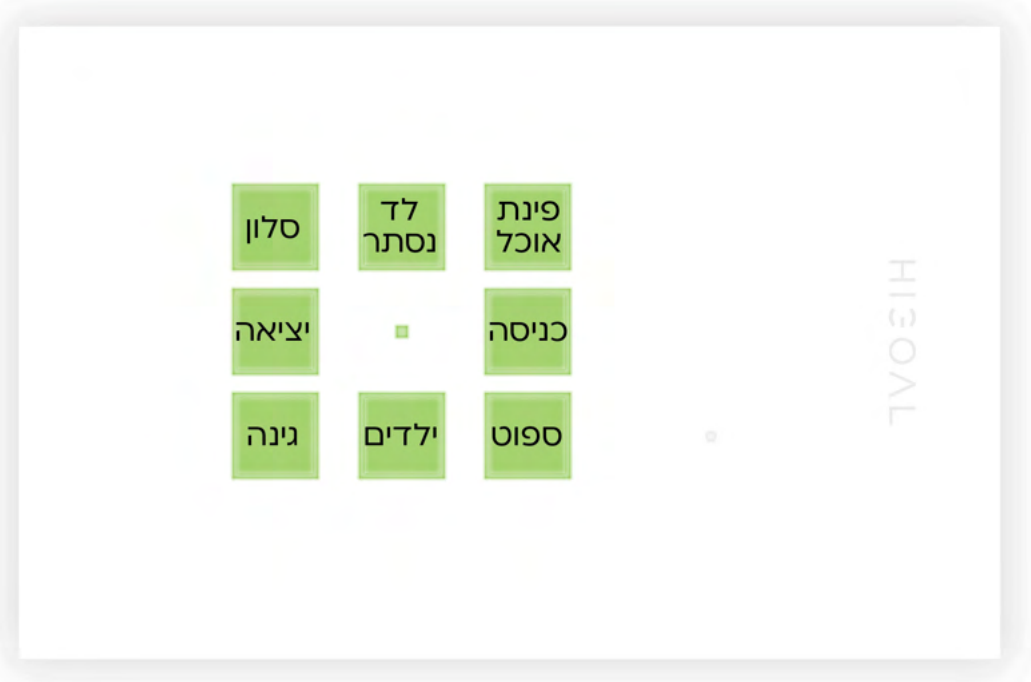 פינת
אוכל
לד
נסתר
סלון
כניסה
יציאה
ספוט
ילדים
גינה